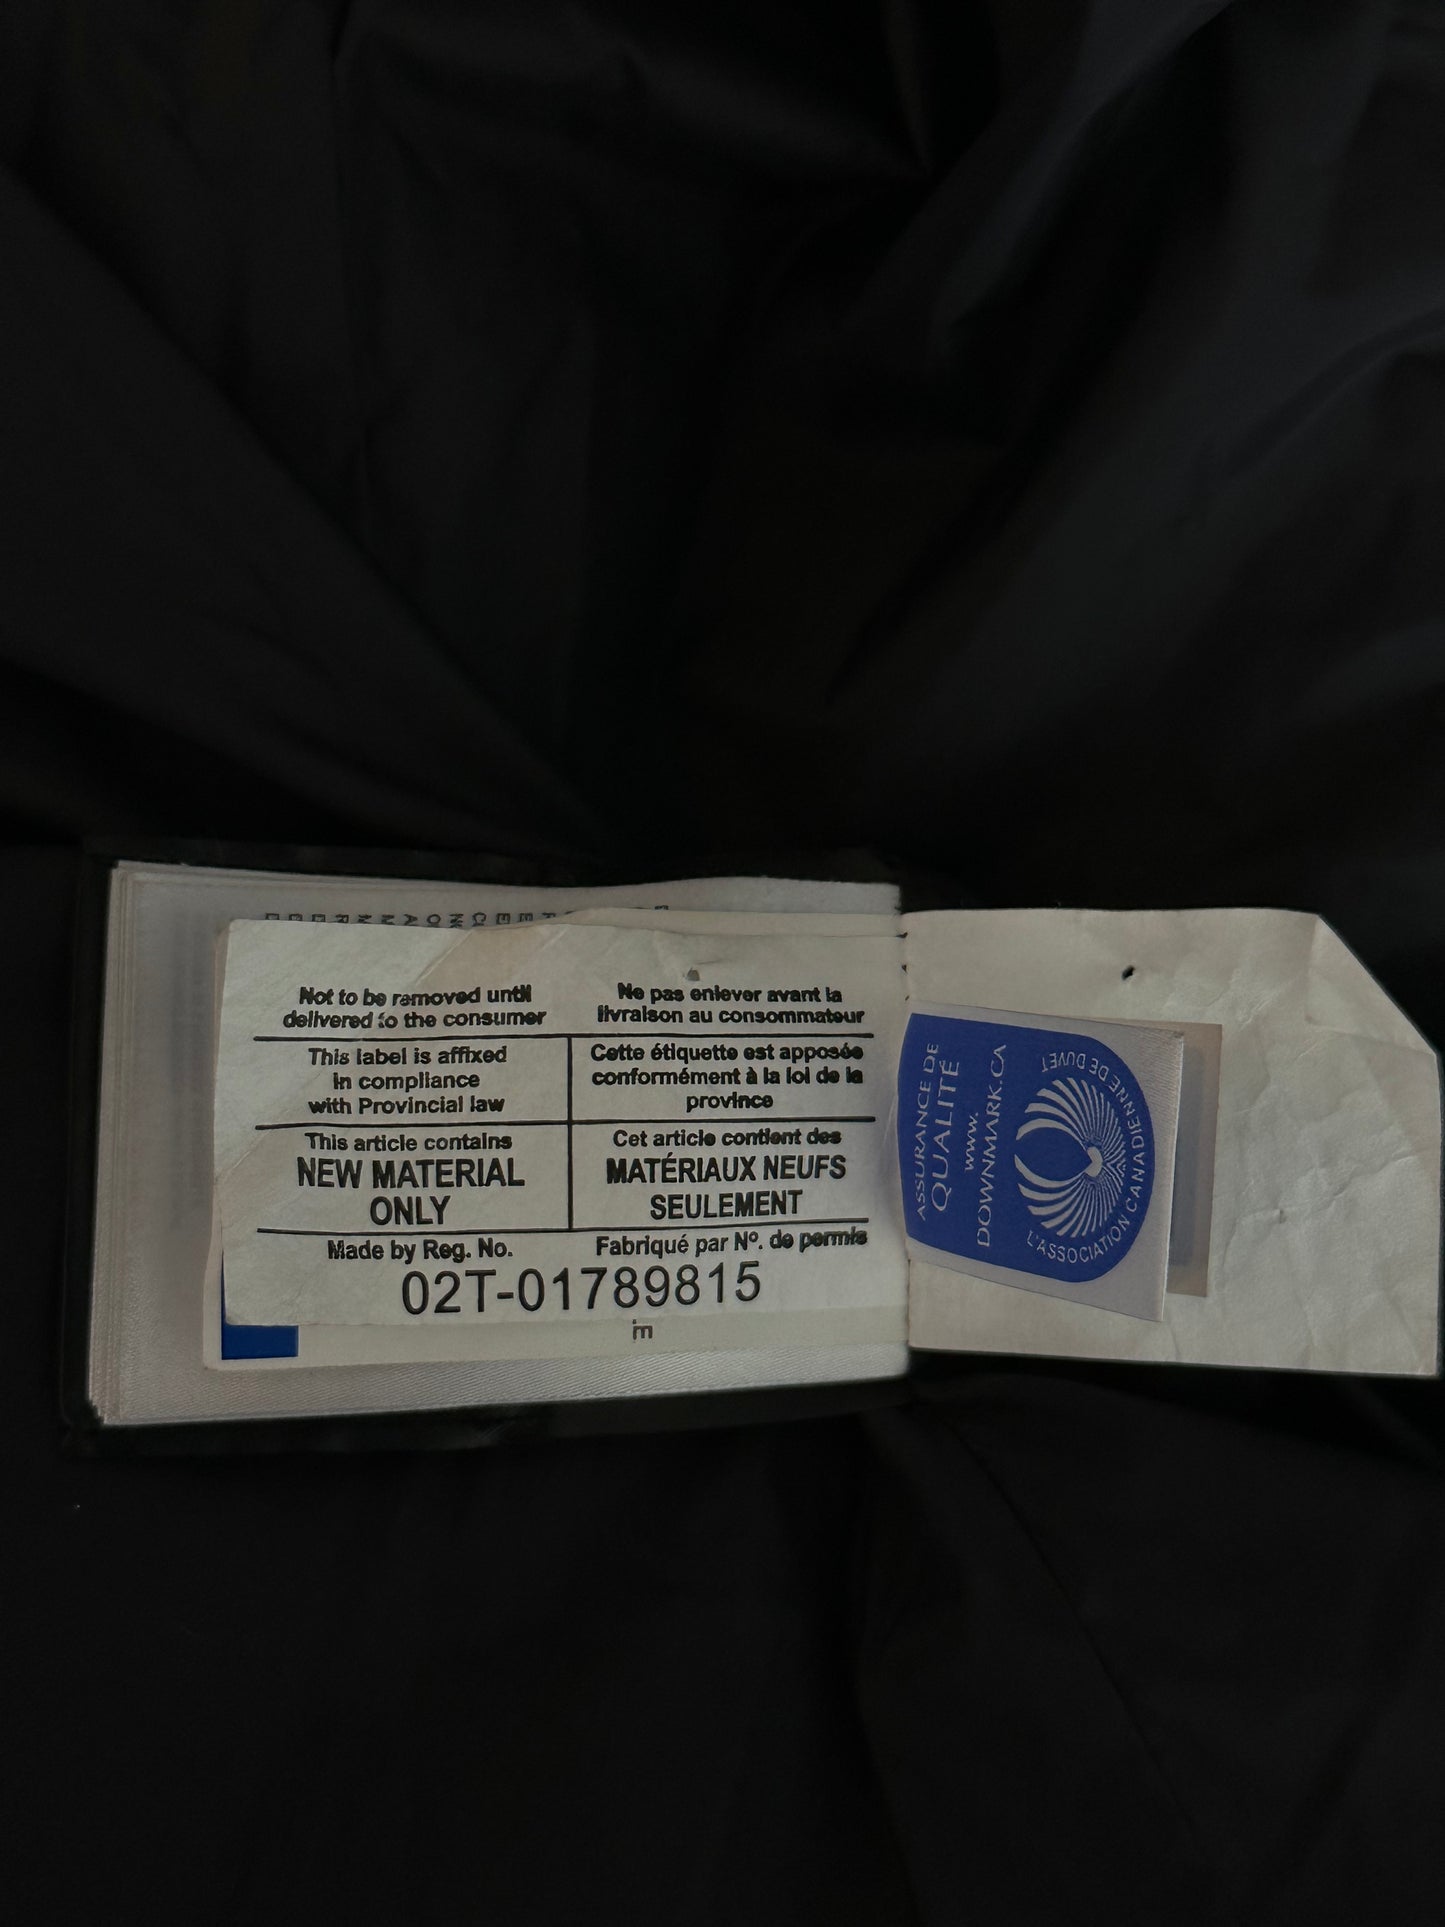 Not to be removed until
delivered to the consumer
Ne pas enlever avant la
livraison au consommateur
This label is affixed
in compliance
with Provincial law
Cette étiquette est apposée
conformément à la loi de la
province
This article contains
NEW MATERIAL
ONLY
Cet article contient des
MATÉRIAUX NEUFS
SEULEMENT
Made by Reg. No.
Fabriqué par Nº. de permis
02T-01789815
ASSURANCE DE
QUALITÉ
www.
DOWNMARK.CA
L'ASSOCIATION CANADIENNE DE DUVET